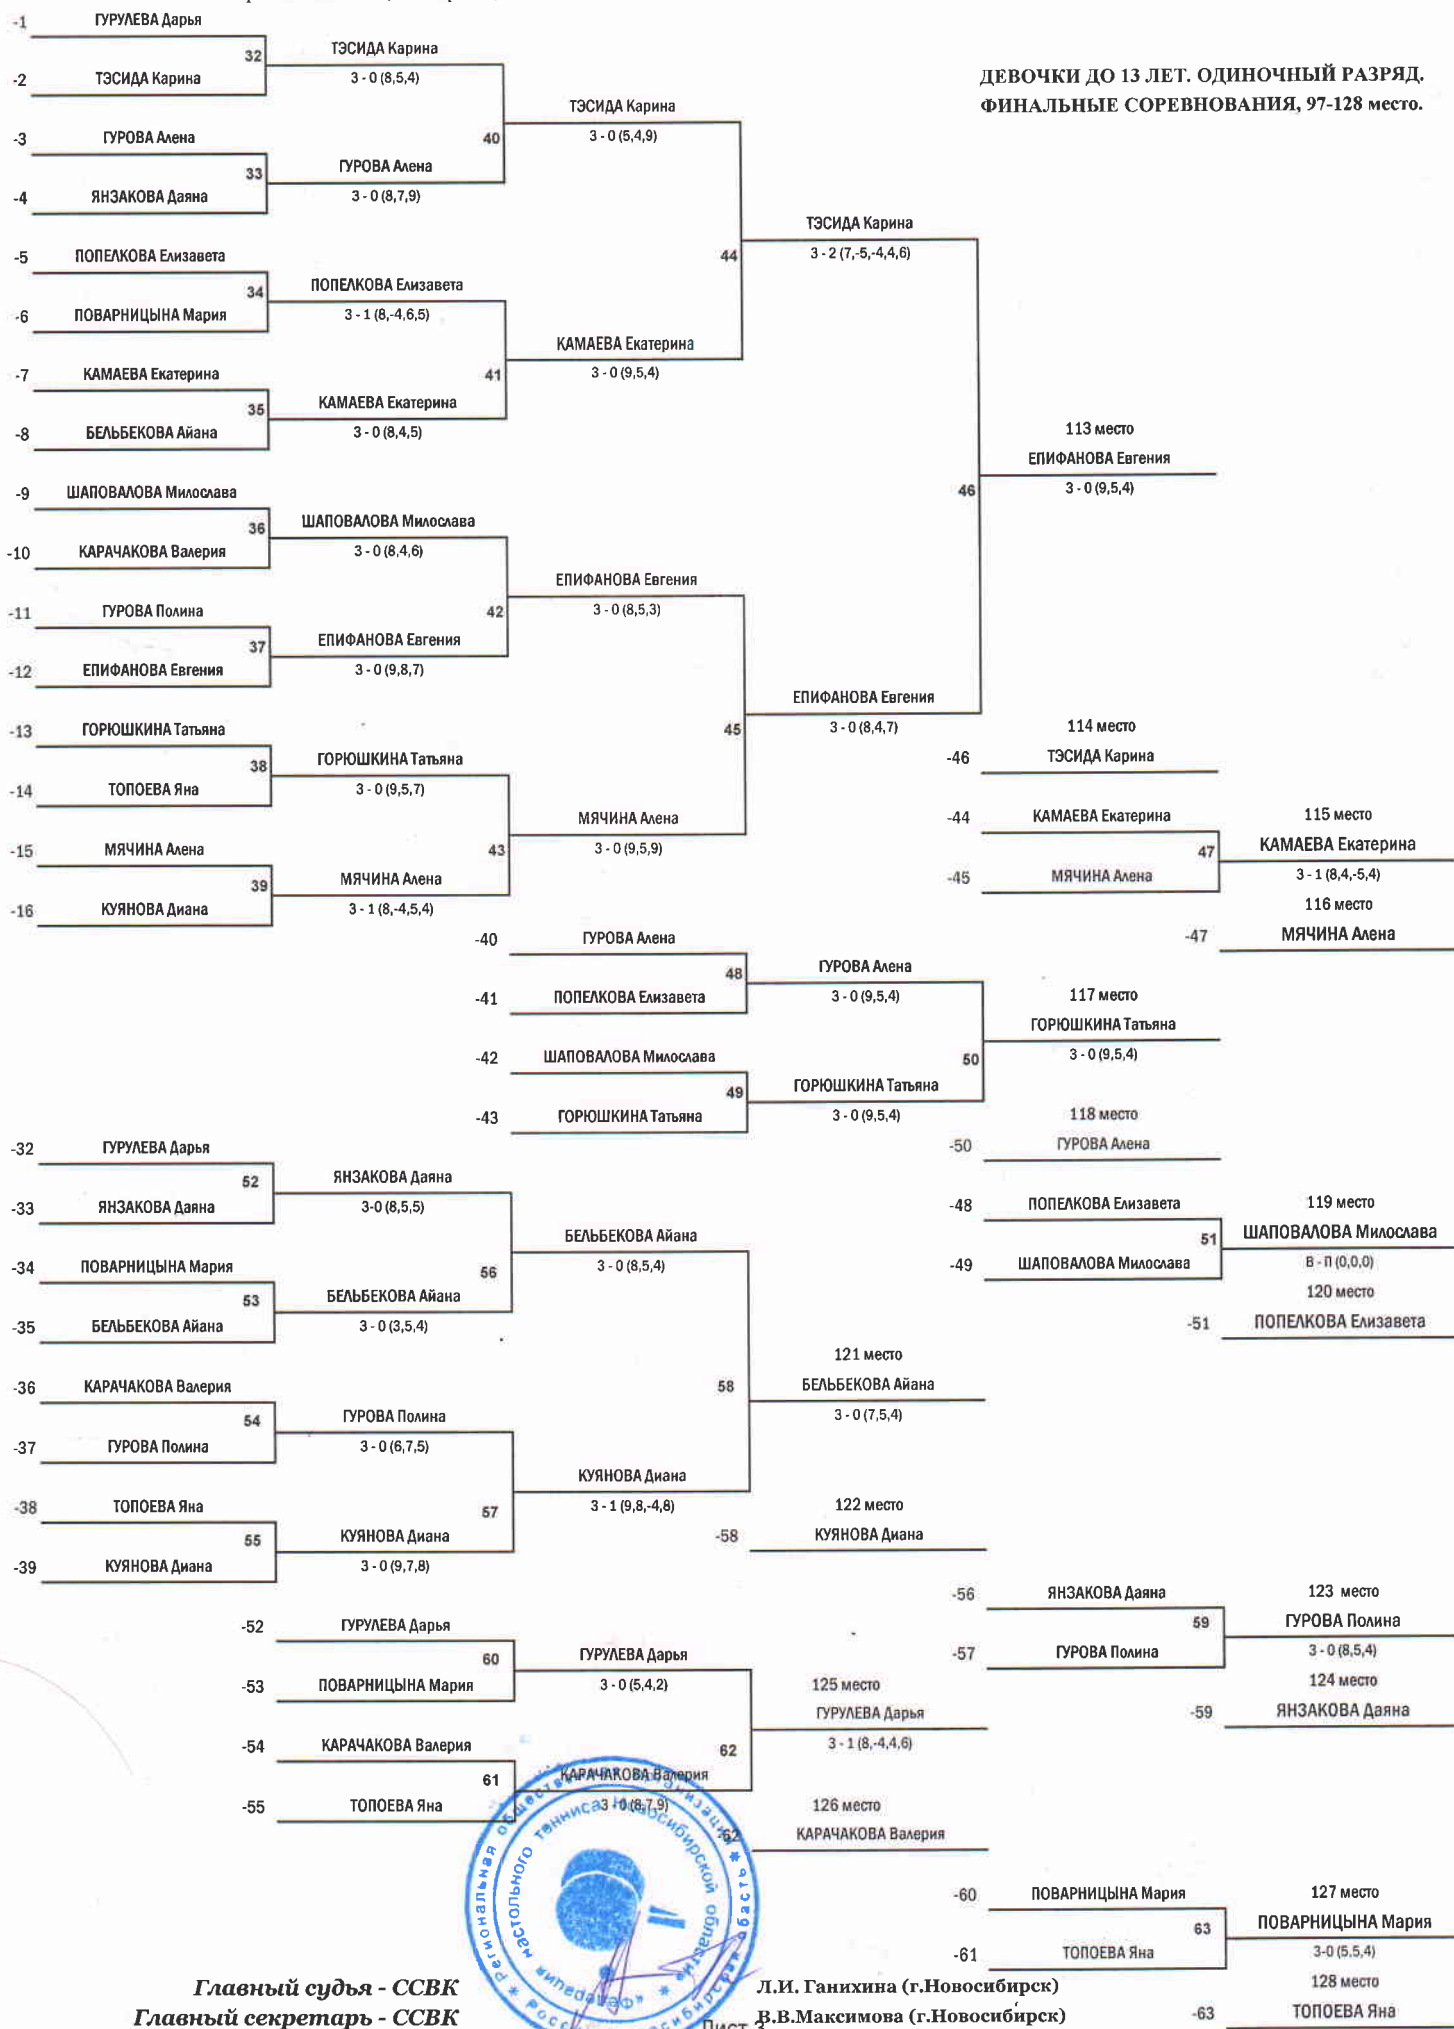 ДЕВОЧКИ ДО 13 ЛЕТ. ОДИНОЧНЫЙ РАЗРЯД.
ФИНАЛЬНЫЕ СОРЕВНОВАНИЯ, 97-128 место.
-1 ГУРУЛЕВА Дарья
32 ТЭСИДА Карина
-2 ТЭСИДА Карина 3 - 0 (8,5,4)
ТЭСИДА Карина
-3 ГУРОВА Алена 40 3 - 0 (5,4,9)
33 ГУРОВА Алена
-4 ЯНЗАКОВА Даяна 3 - 0 (8,7,9)
ТЭСИДА Карина
-5 ПОПЕЛКОВА Елизавета 44 3 - 2 (7,-5,-4,4,6)
34 ПОПЕЛКОВА Елизавета
-6 ПОВАРНИЦЫНА Мария 3 - 1 (8,-4,6,5)
КАМАЕВА Екатерина
-7 КАМАЕВА Екатерина 41 3 - 0 (9,5,4)
35 КАМАЕВА Екатерина
-8 БЕЛЬБЕКОВА Айана 3 - 0 (8,4,5)
113 место
ЕПИФАНОВА Евгения
-9 ШАПОВАЛОВА Милослава 46 3 - 0 (9,5,4)
36 ШАПОВАЛОВА Милослава
-10 КАРАЧАКОВА Валерия 3 - 0 (8,4,6)
ЕПИФАНОВА Евгения
-11 ГУРОВА Полина 42 3 - 0 (8,5,3)
37 ЕПИФАНОВА Евгения
-12 ЕПИФАНОВА Евгения 3 - 0 (9,8,7)
ЕПИФАНОВА Евгения
-13 ГОРЮШКИНА Татьяна 45 3 - 0 (8,4,7) 114 место
38 ГОРЮШКИНА Татьяна -46 ТЭСИДА Карина
-14 ТОПОЕВА Яна 3 - 0 (9,5,7)
МЯЧИНА Алена -44 КАМАЕВА Екатерина 115 место
-15 МЯЧИНА Алена 43 3 - 0 (9,5,9) 47 КАМАЕВА Екатерина
39 МЯЧИНА Алена -45 МЯЧИНА Алена 3 - 1 (8,4,-5,4)
-16 КУЯНОВА Диана 3 - 1 (8,-4,5,4) 116 место
-40 ГУРОВА Алена -47 МЯЧИНА Алена
48 ГУРОВА Алена
-41 ПОПЕЛКОВА Елизавета 3 - 0 (9,5,4) 117 место
ГОРЮШКИНА Татьяна
-42 ШАПОВАЛОВА Милослава 50 3 - 0 (9,5,4)
49 ГОРЮШКИНА Татьяна
-43 ГОРЮШКИНА Татьяна 3 - 0 (9,5,4) 118 место
-32 ГУРУЛЕВА Дарья -50 ГУРОВА Алена
52 ЯНЗАКОВА Даяна
-33 ЯНЗАКОВА Даяна 3-0 (8,5,5) -48 ПОПЕЛКОВА Елизавета 119 место
БЕЛЬБЕКОВА Айана 51 ШАПОВАЛОВА Милослава
-34 ПОВАРНИЦЫНА Мария 56 3 - 0 (8,5,4) -49 ШАПОВАЛОВА Милослава В - П (0,0,0)
53 БЕЛЬБЕКОВА Айана 120 место
-35 БЕЛЬБЕКОВА Айана 3 - 0 (3,5,4) -51 ПОПЕЛКОВА Елизавета
121 место
-36 КАРАЧАКОВА Валерия 58 БЕЛЬБЕКОВА Айана
54 ГУРОВА Полина 3 - 0 (7,5,4)
-37 ГУРОВА Полина 3 - 0 (6,7,5)
КУЯНОВА Диана
-38 ТОПОЕВА Яна 57 3 - 1 (9,8,-4,8) 122 место
55 КУЯНОВА Диана -58 КУЯНОВА Диана
-39 КУЯНОВА Диана 3 - 0 (9,7,8)
-56 ЯНЗАКОВА Даяна 123 место
-52 ГУРУЛЕВА Дарья 59 ГУРОВА Полина
60 ГУРУЛЕВА Дарья -57 ГУРОВА Полина 3 - 0 (8,5,4)
-53 ПОВАРНИЦЫНА Мария 3 - 0 (5,4,2) 125 место 124 место
ГУРУЛЕВА Дарья -59 ЯНЗАКОВА Даяна
-54 КАРАЧАКОВА Валерия 62 3 - 1 (8,-4,4,6)
61 КАРАЧАКОВА Валерия
-55 ТОПОЕВА Яна 3 - 0 (8,7,9) 126 место
-62 КАРАЧАКОВА Валерия
-60 ПОВАРНИЦЫНА Мария 127 место
63 ПОВАРНИЦЫНА Мария
-61 ТОПОЕВА Яна 3-0 (5,5,4)
128 место
-63 ТОПОЕВА Яна
Региональная общественная организация
«Федерация настольного тенниса Новосибирской области»
Главный судья - ССВК Л.И. Ганихина (г.Новосибирск)
Главный секретарь - ССВК В.В.Максимова (г.Новосибирск)
Лист